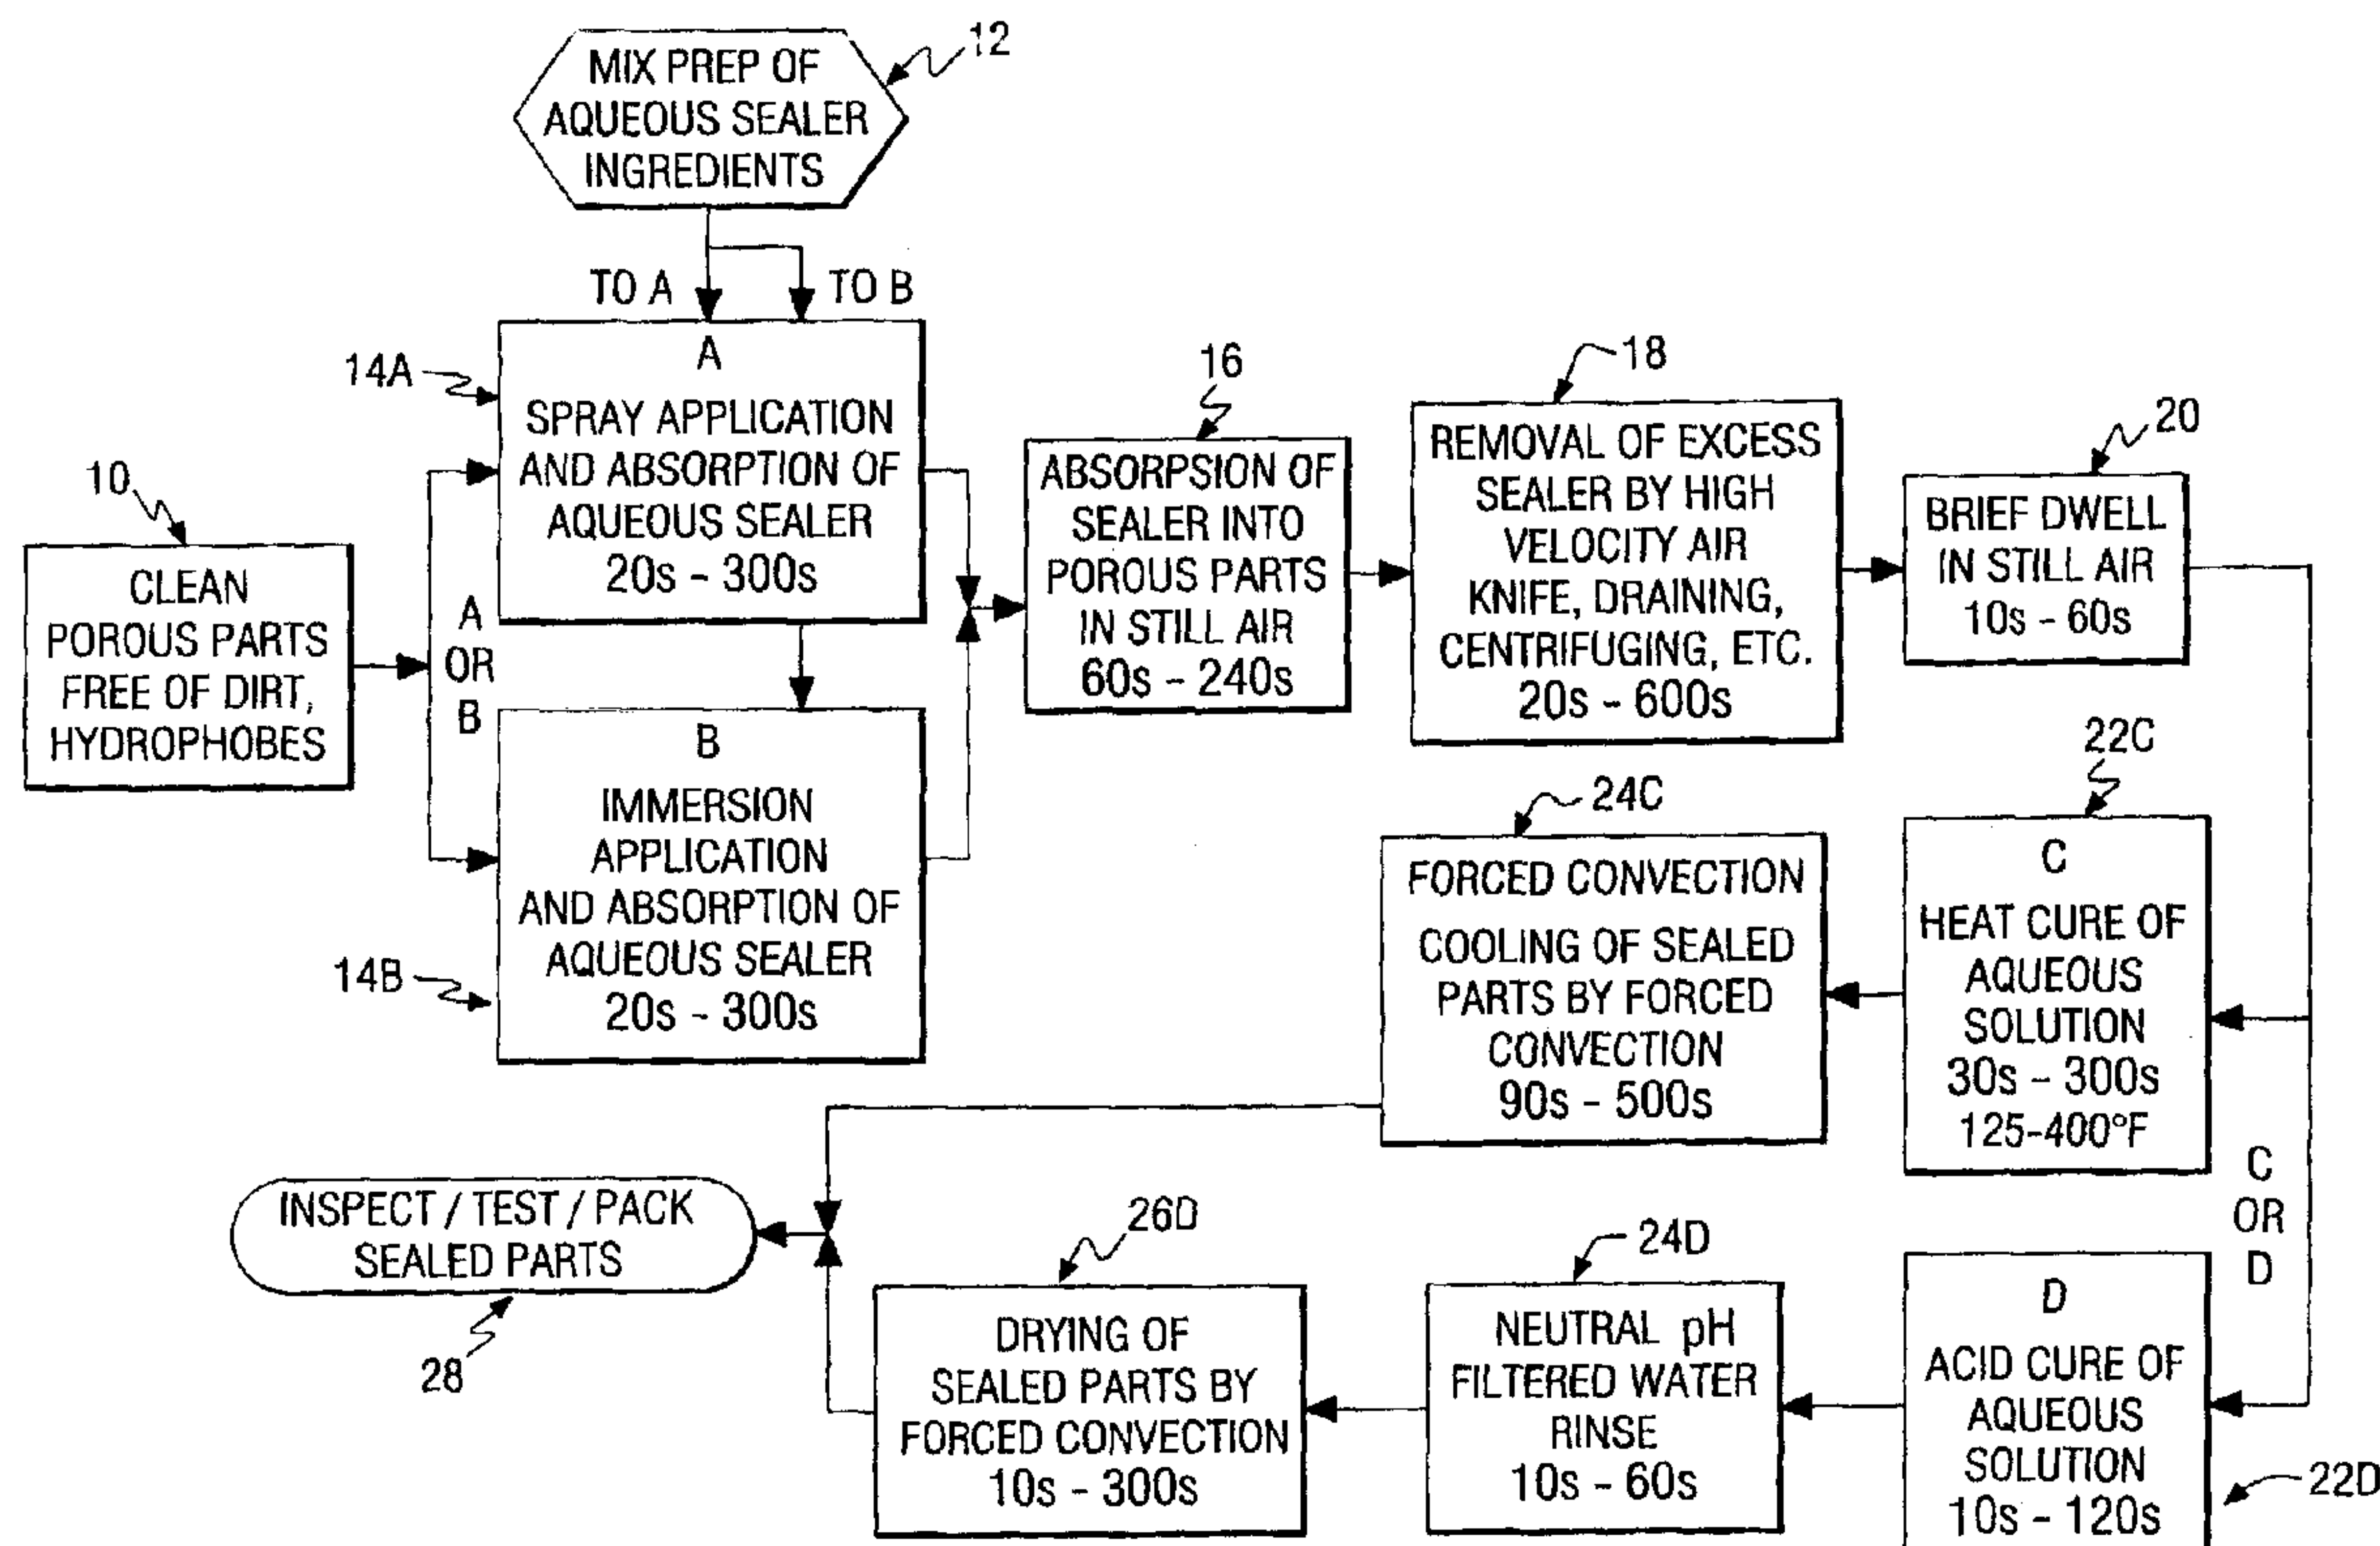 MIX PREP OF
AQUEOUS SEALER
INGREDIENTS
12
TO A
TO B
14A
A
SPRAY APPLICATION
AND ABSORPTION OF
AQUEOUS SEALER
20s - 300s
10
CLEAN
POROUS PARTS
FREE OF DIRT,
HYDROPHOBES
A
OR
B
14B
B
IMMERSION
APPLICATION
AND ABSORPTION OF
AQUEOUS SEALER
20s - 300s
16
ABSORPSION OF
SEALER INTO
POROUS PARTS
IN STILL AIR
60s - 240s
18
REMOVAL OF EXCESS
SEALER BY HIGH
VELOCITY AIR
KNIFE, DRAINING,
CENTRIFUGING, ETC.
20s - 600s
20
BRIEF DWELL
IN STILL AIR
10s - 60s
22C
C
HEAT CURE OF
AQUEOUS
SOLUTION
30s - 300s
125-400°F
24C
FORCED CONVECTION
COOLING OF SEALED
PARTS BY FORCED
CONVECTION
90s - 500s
C
OR
D
D
ACID CURE OF
AQUEOUS
SOLUTION
10s - 120s
22D
24D
NEUTRAL pH
FILTERED WATER
RINSE
10s - 60s
26D
DRYING OF
SEALED PARTS BY
FORCED CONVECTION
10s - 300s
INSPECT / TEST / PACK
SEALED PARTS
28